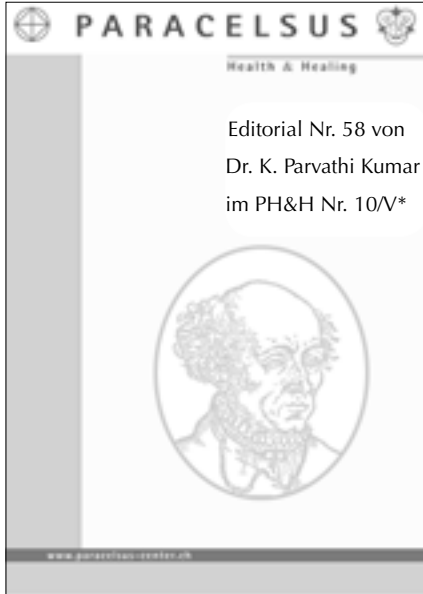 PARACELSUS
Health & Healing
Editorial Nr. 58 von
Dr. K. Parvathi Kumar
im PH&H Nr. 10/V*
www.paracelsus-center.ch